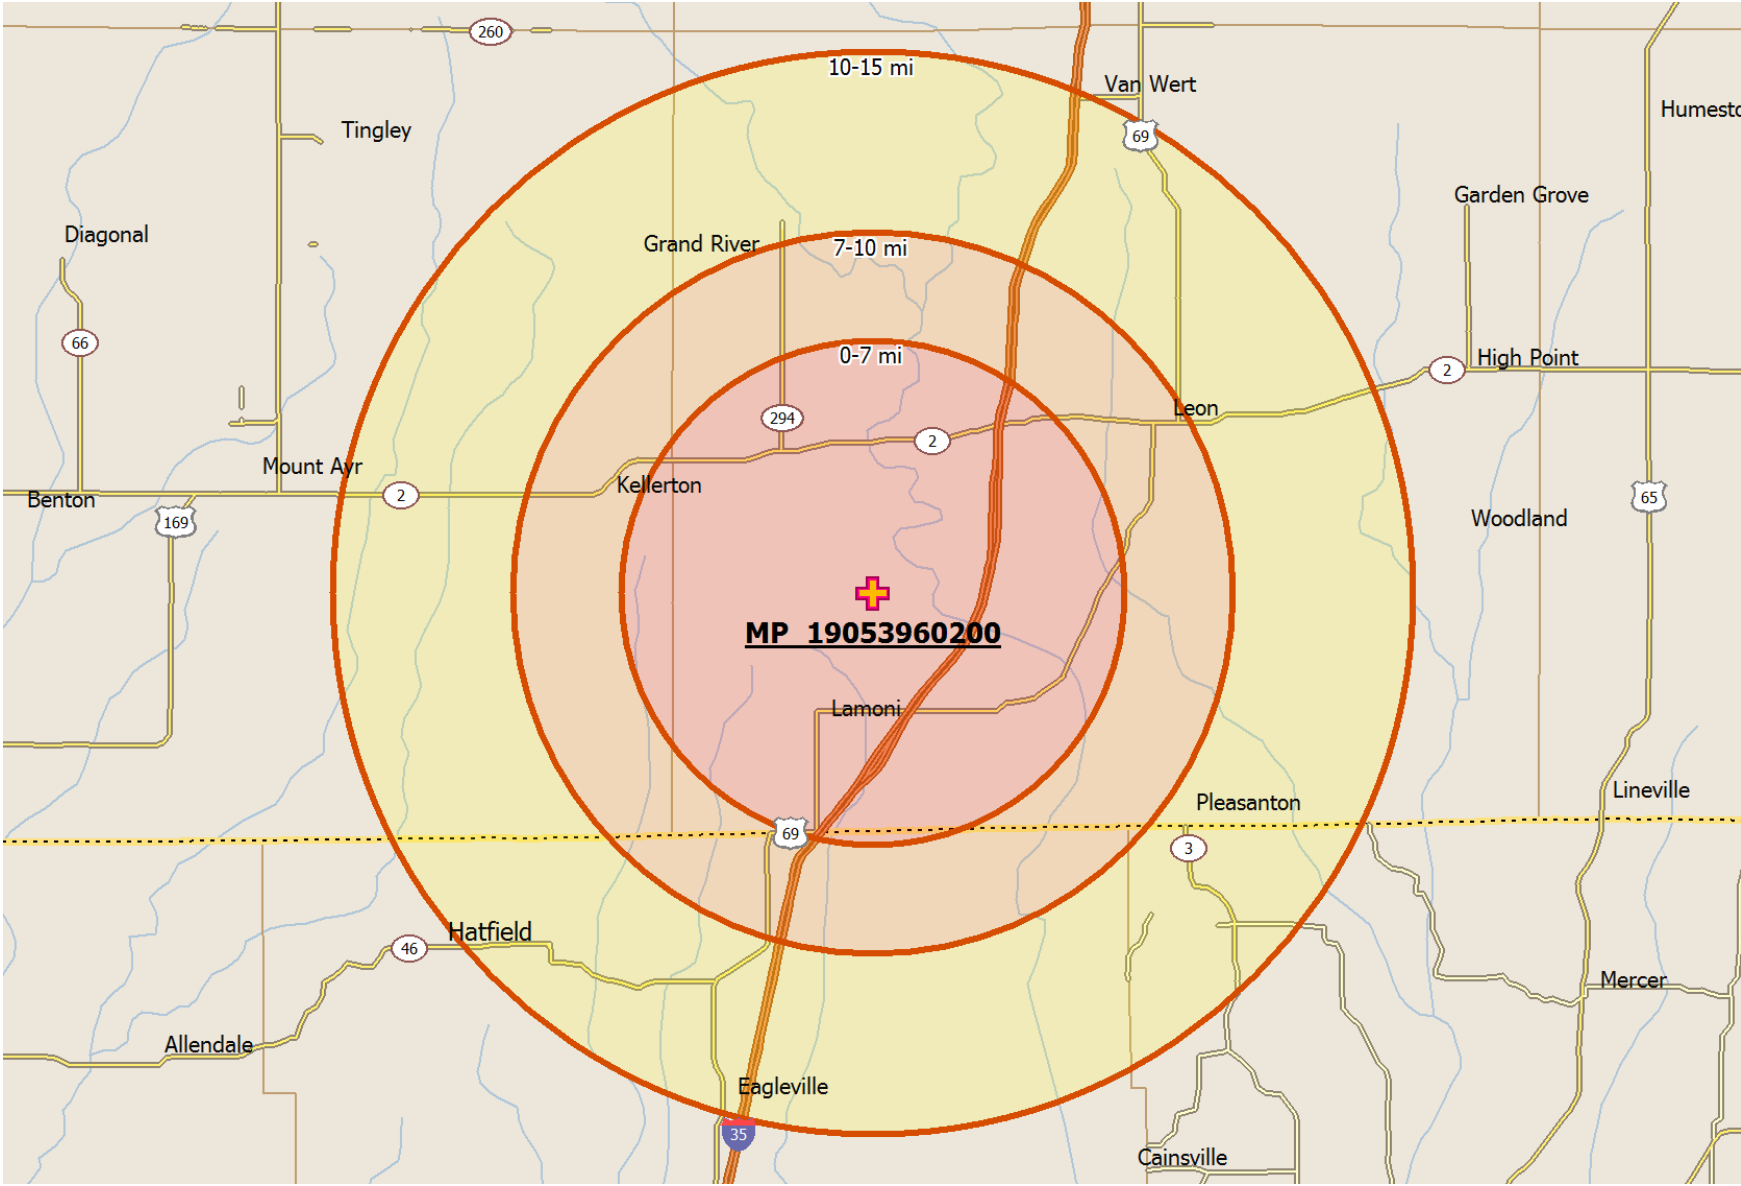 260
10-15 mi
Van Wert
Humesto
Tingley
69
Garden Grove
Diagonal
Grand River
7-10 mi
66
0-7 mi
High Point
2
294
Leon
2
Mount Ayr
Kellerton
2
Benton
65
169
Woodland
MP 19053960200
Lamoni
Lineville
Pleasanton
69
3
Hatfield
46
Mercer
Allendale
Eagleville
35
Cainsville